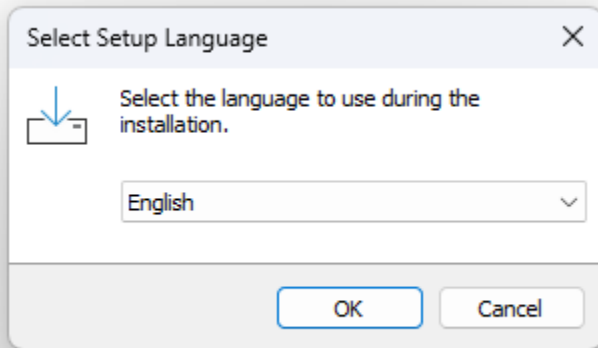 Select Setup Language
Select the language to use during the
installation.
English
OK
Cancel